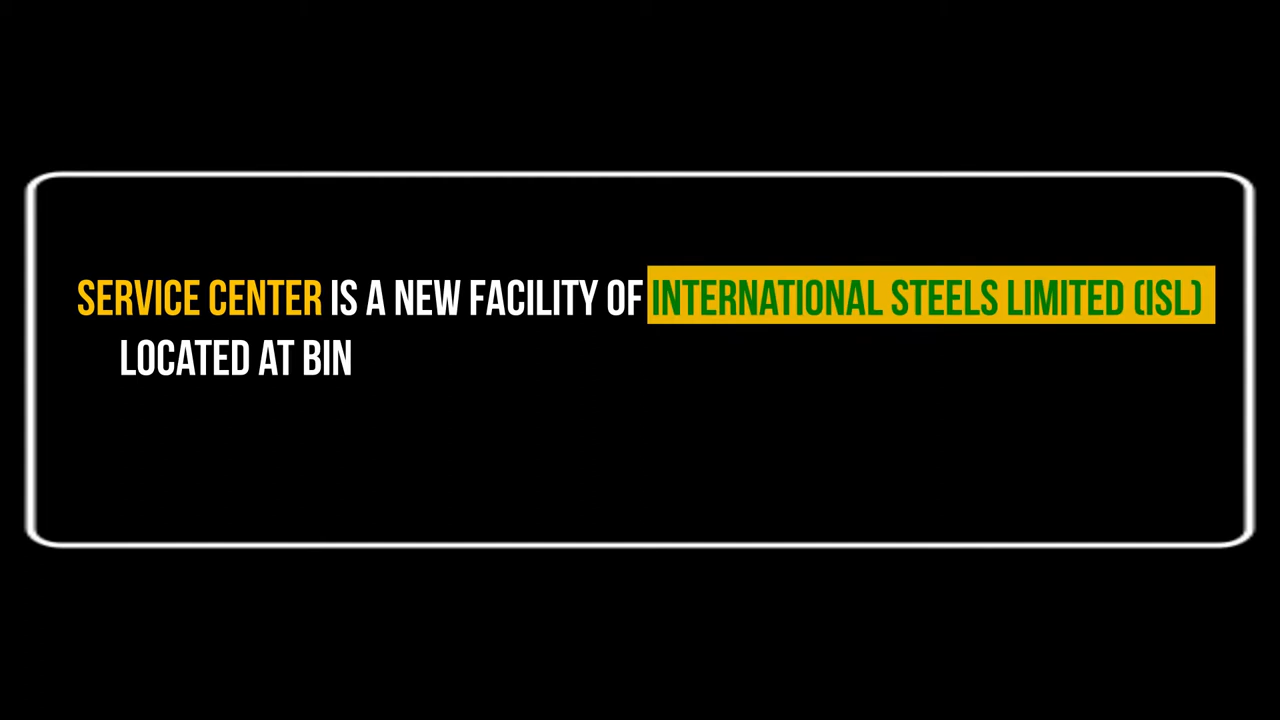 SERVICE CENTER IS A NEW FACILITY OF INTERNATIONAL STEELS LIMITED (ISL)
LOCATED AT BIN